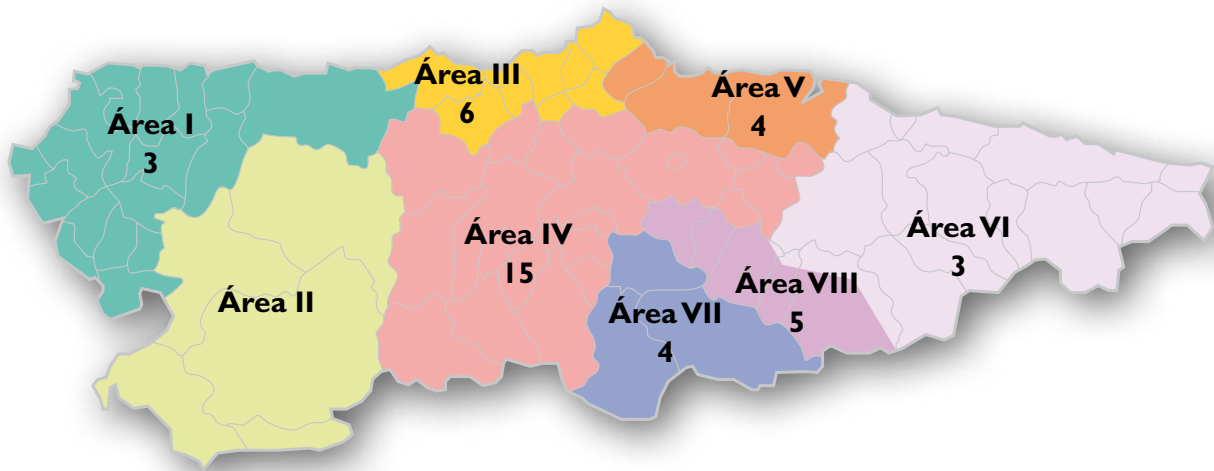 Área I
3
Área II
Área III
6
Área IV
15
Área V
4
Área VI
3
Área VII
4
Área VIII
5